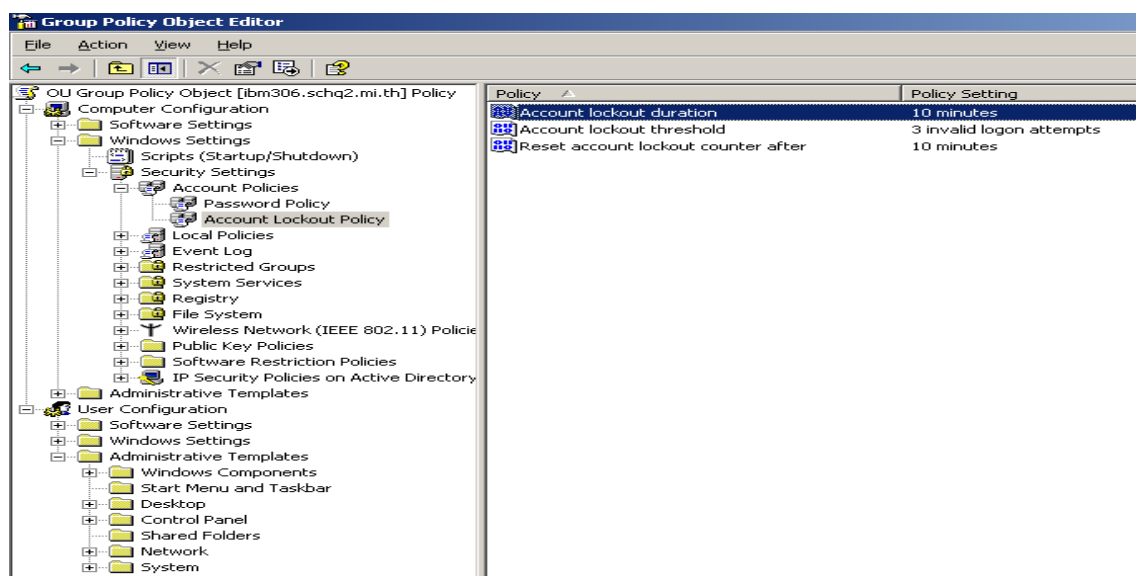 Group Policy Object Editor
File Action View Help
OU Group Policy Object [ibm306.schq2.mi.th] Policy
Computer Configuration
Software Settings
Windows Settings
Scripts (Startup/Shutdown)
Security Settings
Account Policies
Password Policy
Account Lockout Policy
Local Policies
Event Log
Restricted Groups
System Services
Registry
File System
Wireless Network (IEEE 802.11) Policie
Public Key Policies
Software Restriction Policies
IP Security Policies on Active Directory
Administrative Templates
User Configuration
Software Settings
Windows Settings
Administrative Templates
Windows Components
Start Menu and Taskbar
Desktop
Control Panel
Shared Folders
Network
System
Policy Policy Setting
Account lockout duration 10 minutes
Account lockout threshold 3 invalid logon attempts
Reset account lockout counter after 10 minutes